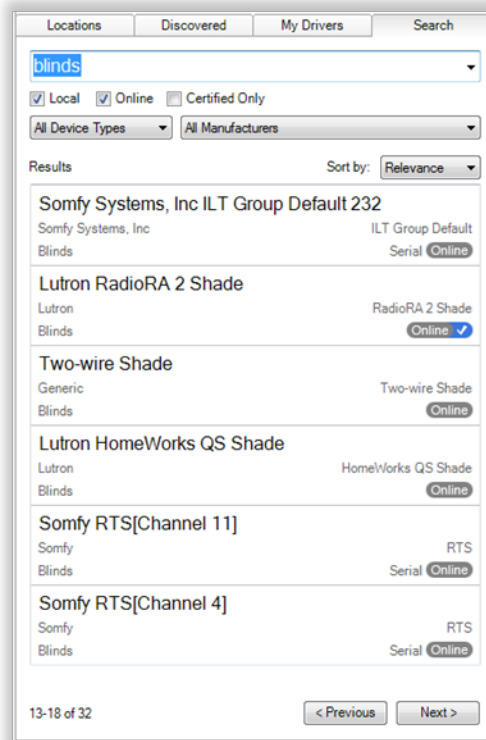 Locations Discovered My Drivers Search
blinds
Local Online Certified Only
All Device Types All Manufacturers
Results Sort by: Relevance
Somfy Systems, Inc ILT Group Default 232
Somfy Systems, Inc ILT Group Default
Blinds Serial Online
Lutron RadioRA 2 Shade
Lutron RadioRA 2 Shade
Blinds Online
Two-wire Shade
Generic Two-wire Shade
Blinds Online
Lutron HomeWorks QS Shade
Lutron HomeWorks QS Shade
Blinds Online
Somfy RTS[Channel 11]
Somfy RTS
Blinds Serial Online
Somfy RTS[Channel 4]
Somfy RTS
Blinds Serial Online
13-18 of 32 < Previous Next >